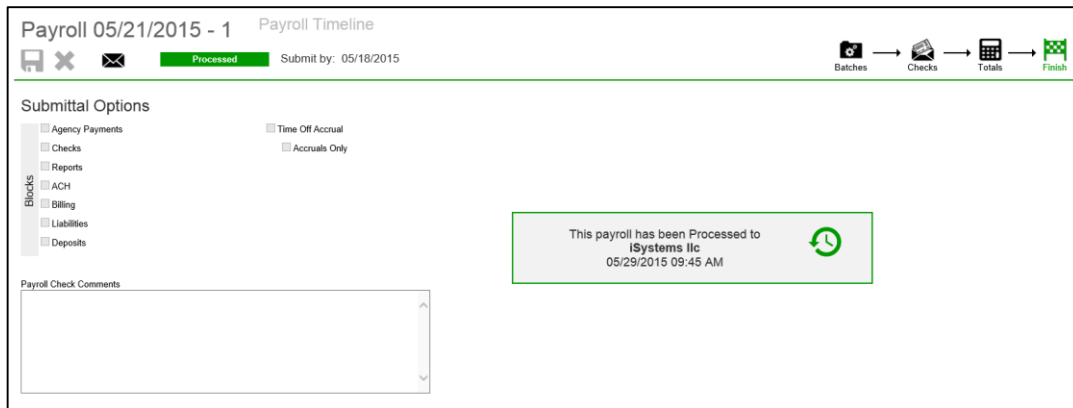 Payroll 05/21/2015 - 1 Payroll Timeline
Processed Submit by: 05/18/2015
Batches Checks Totals Finish
Submittal Options
Blocks
Agency Payments
Checks
Reports
ACH
Billing
Liabilities
Deposits
Time Off Accrual
Accruals Only
This payroll has been Processed to
iSystems llc
05/29/2015 09:45 AM
Payroll Check Comments